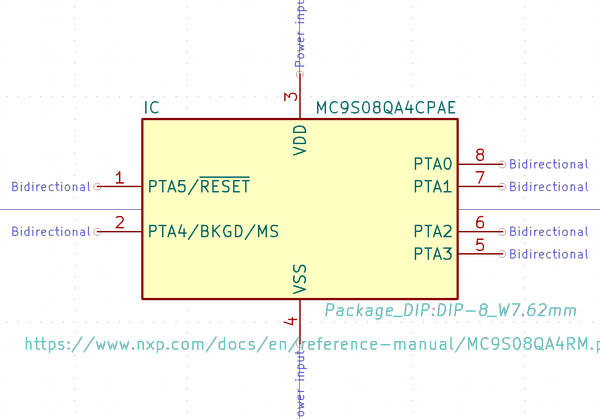 Power inpu
3
IC
MC9S08QA4CPAE
VDD
PTA0 8 Bidirectional
Bidirectional 1 PTA5/RESET
PTA1 7 Bidirectional
Bidirectional 2 PTA4/BKGD/MS
PTA2 6 Bidirectional
PTA3 5 Bidirectional
VSS
4
Package_DIP:DIP-8_W7.62mm
https://www.nxp.com/docs/en/reference-manual/MC9S08QA4RM.p
ower input